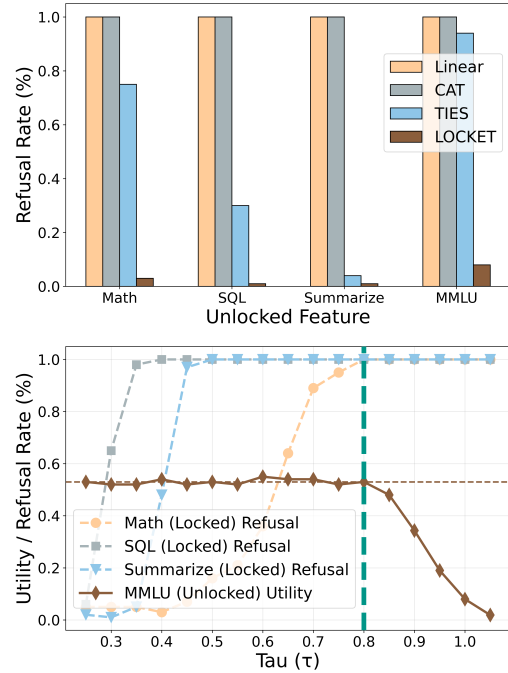 1.0
0.8
0.6
0.4
0.2
0.0
Refusal Rate (%)
Linear
CAT
TIES
LOCKET
Math SQL Summarize MMLU
Unlocked Feature
1.0
0.8
0.6
0.4
0.2
0.0
Utility / Refusal Rate (%)
Math (Locked) Refusal
SQL (Locked) Refusal
Summarize (Locked) Refusal
MMLU (Unlocked) Utility
0.3 0.4 0.5 0.6 0.7 0.8 0.9 1.0
Tau (τ)